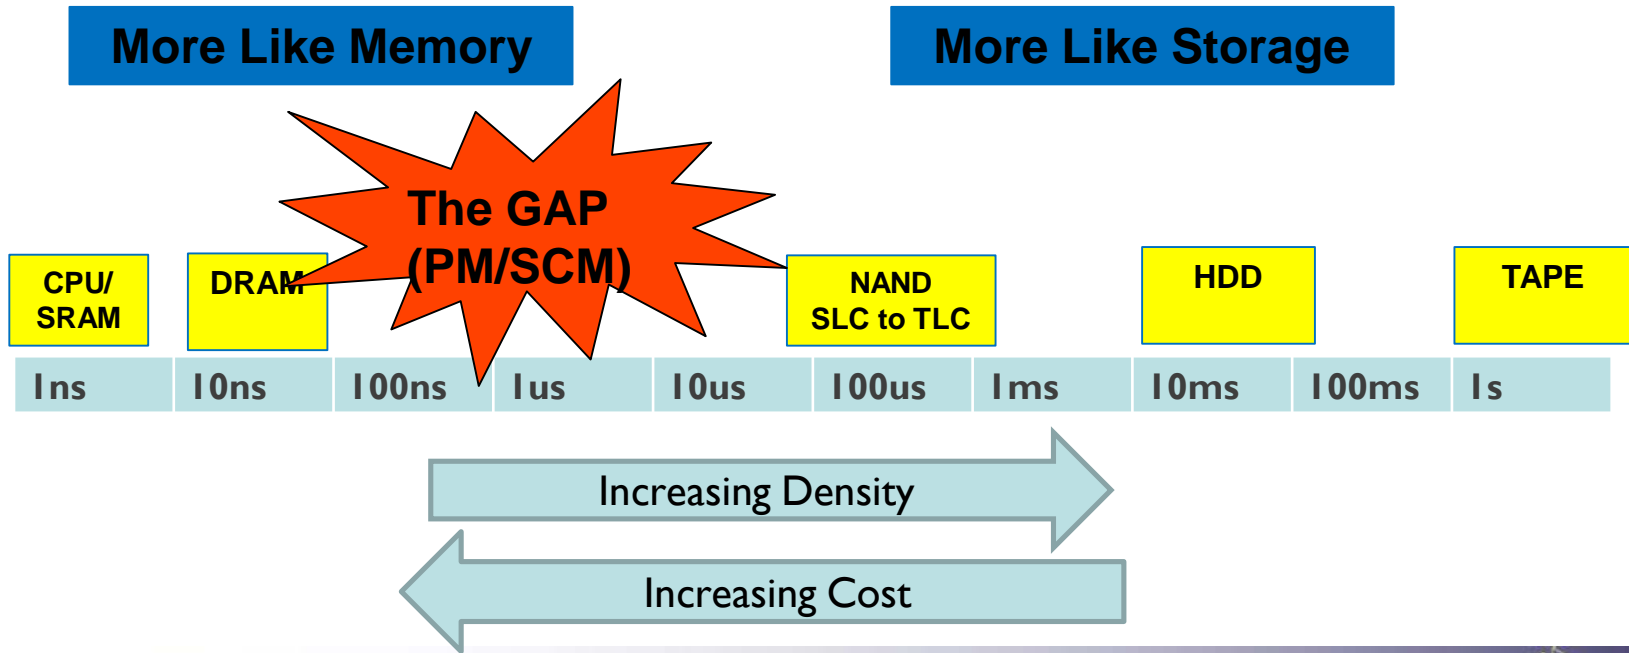 More Like Memory
More Like Storage
The GAP
(PM/SCM)
CPU/
SRAM
DRAM
NAND
SLC to TLC
HDD
TAPE
1ns 10ns 100ns 1us 10us 100us 1ms 10ms 100ms 1s
Increasing Density
Increasing Cost